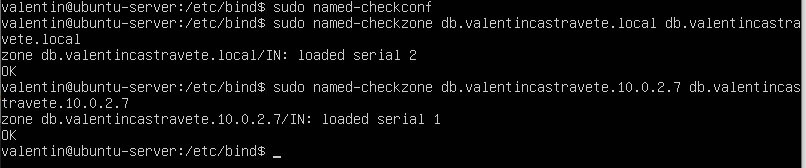 valentin@ubuntu-server:/etc/bind$ sudo named-checkconf
valentin@ubuntu-server:/etc/bind$ sudo named-checkzone db.valentincastravete.local db.valentincastra
vete.local
zone db.valentincastravete.local/IN: loaded serial 2
OK
valentin@ubuntu-server:/etc/bind$ sudo named-checkzone db.valentincastravete.10.0.2.7 db.valentincas
travete.10.0.2.7
zone db.valentincastravete.10.0.2.7/IN: loaded serial 1
OK
valentin@ubuntu-server:/etc/bind$ _